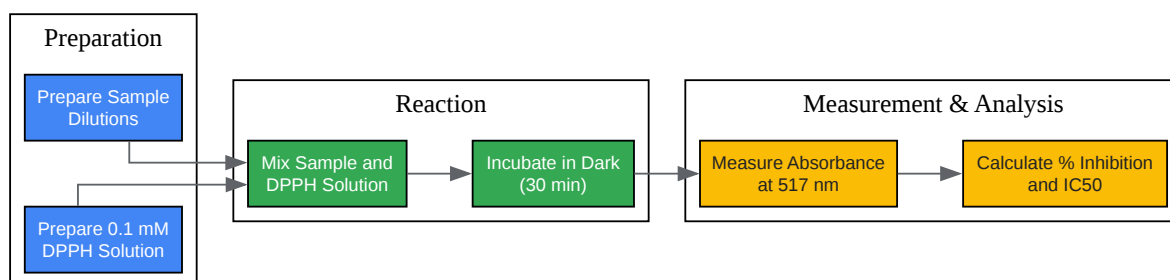 Preparation
Prepare Sample
Dilutions
Prepare 0.1 mM
DPPH Solution
Reaction
Mix Sample and
DPPH Solution
Incubate in Dark
(30 min)
Measurement & Analysis
Measure Absorbance
at 517 nm
Calculate % Inhibition
and IC50